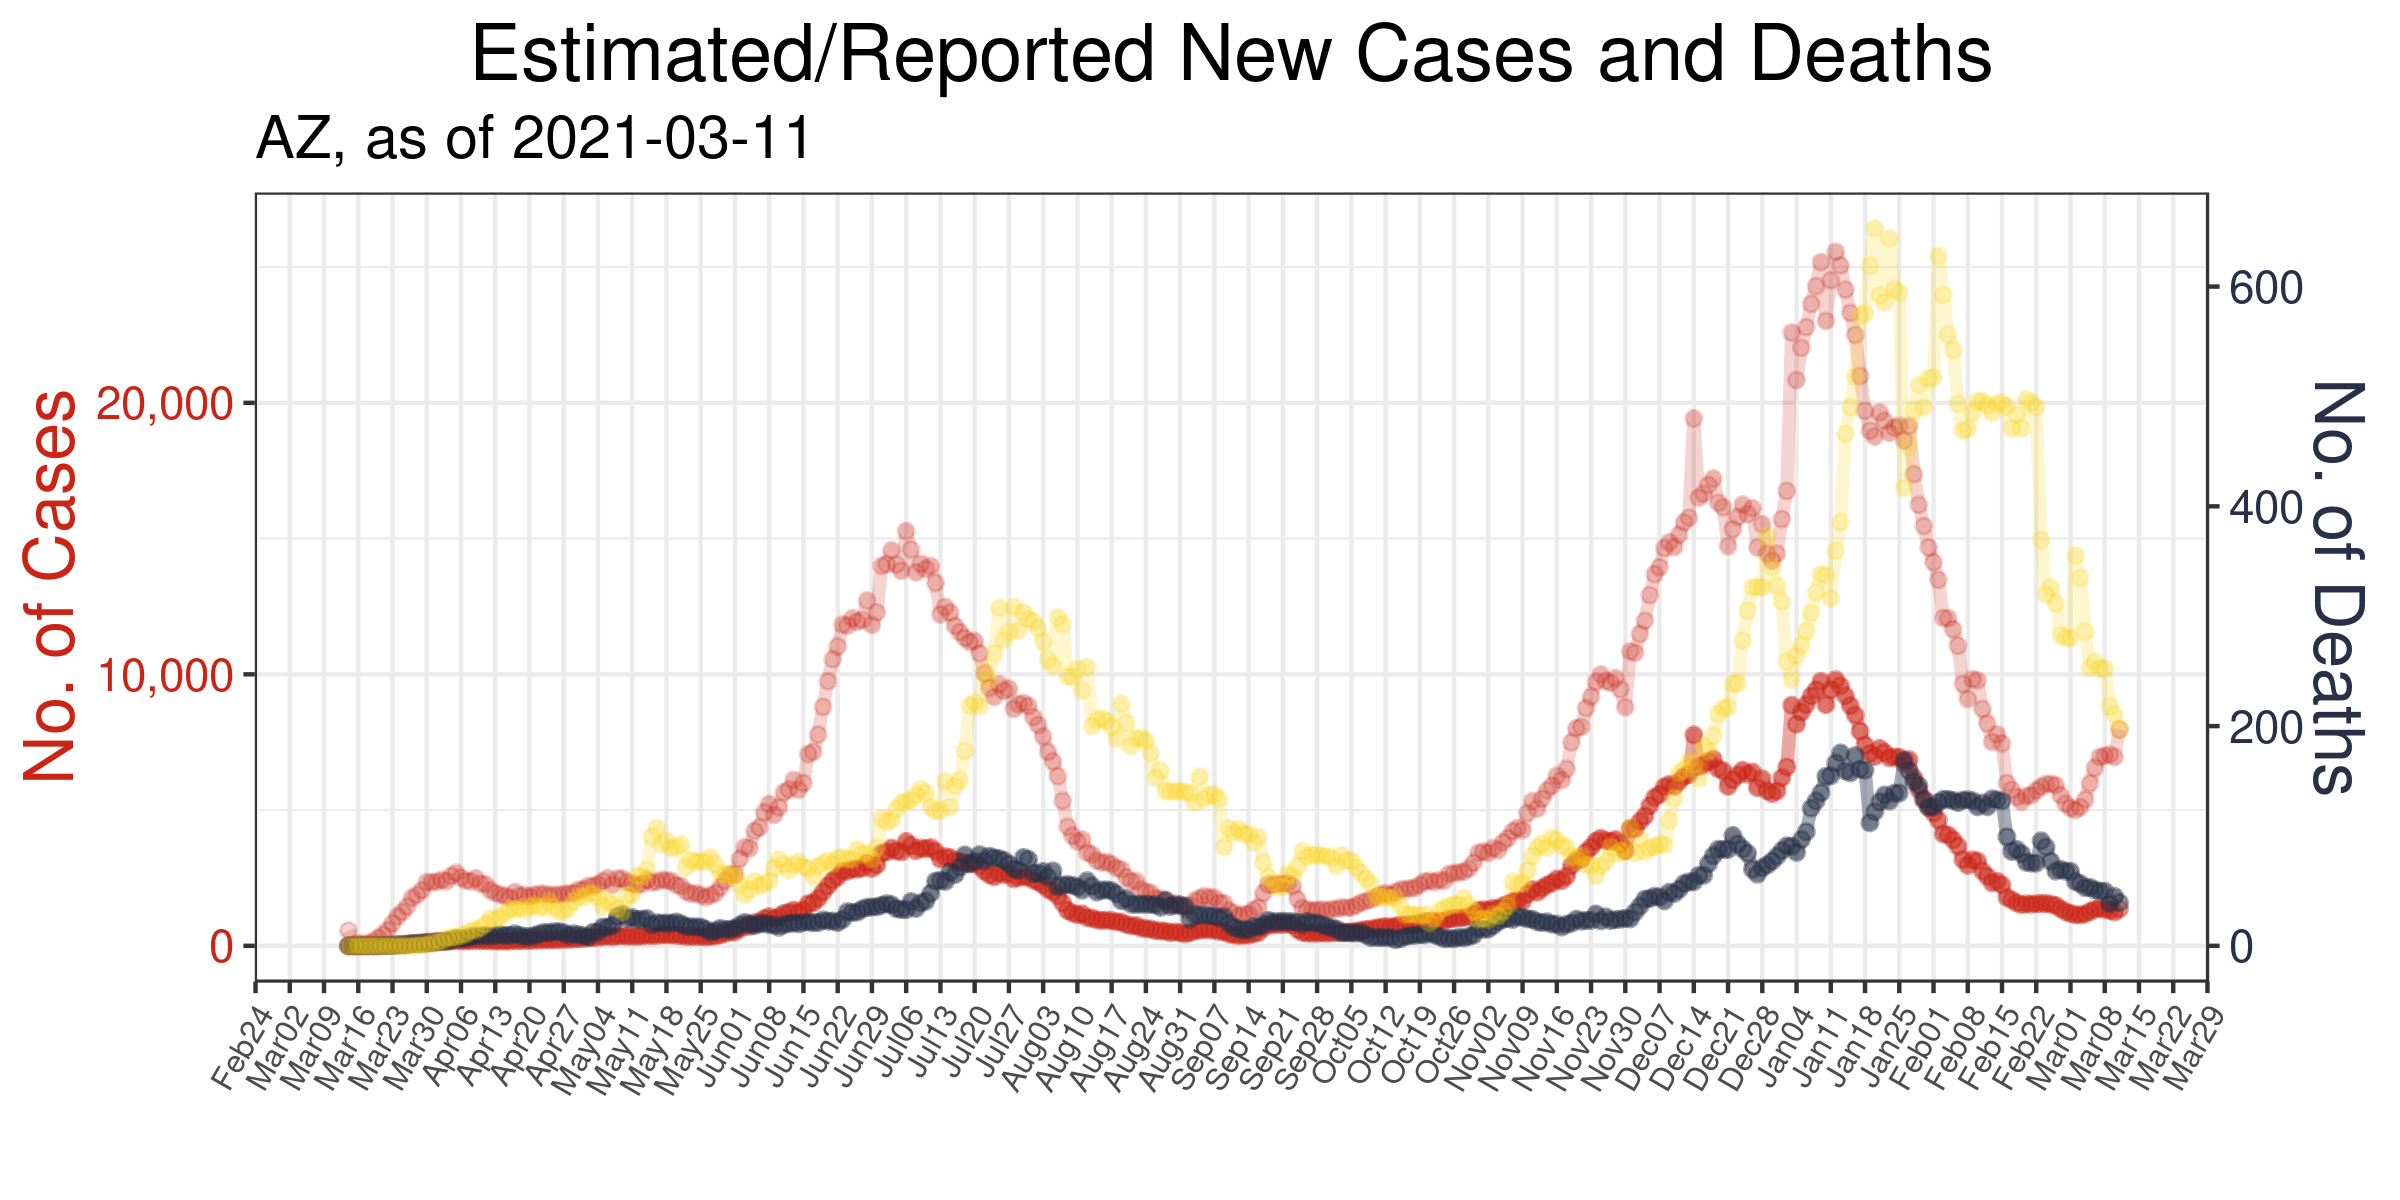 Estimated/Reported New Cases and Deaths
AZ, as of 2021-03-11
No. of Cases
20,000
10,000
0
600
400
200
0
No. of Deaths
Feb24
Mar02
Mar09
Mar16
Mar23
Mar30
Apr06
Apr13
Apr20
Apr27
May04
May11
May18
May25
Jun01
Jun08
Jun15
Jun22
Jun29
Jul06
Jul13
Jul20
Jul27
Aug03
Aug10
Aug17
Aug24
Aug31
Sep07
Sep14
Sep21
Sep28
Oct05
Oct12
Oct19
Oct26
Nov02
Nov09
Nov16
Nov23
Nov30
Dec07
Dec14
Dec21
Dec28
Jan04
Jan11
Jan18
Jan25
Feb01
Feb08
Feb15
Feb22
Mar01
Mar08
Mar15
Mar22
Mar29